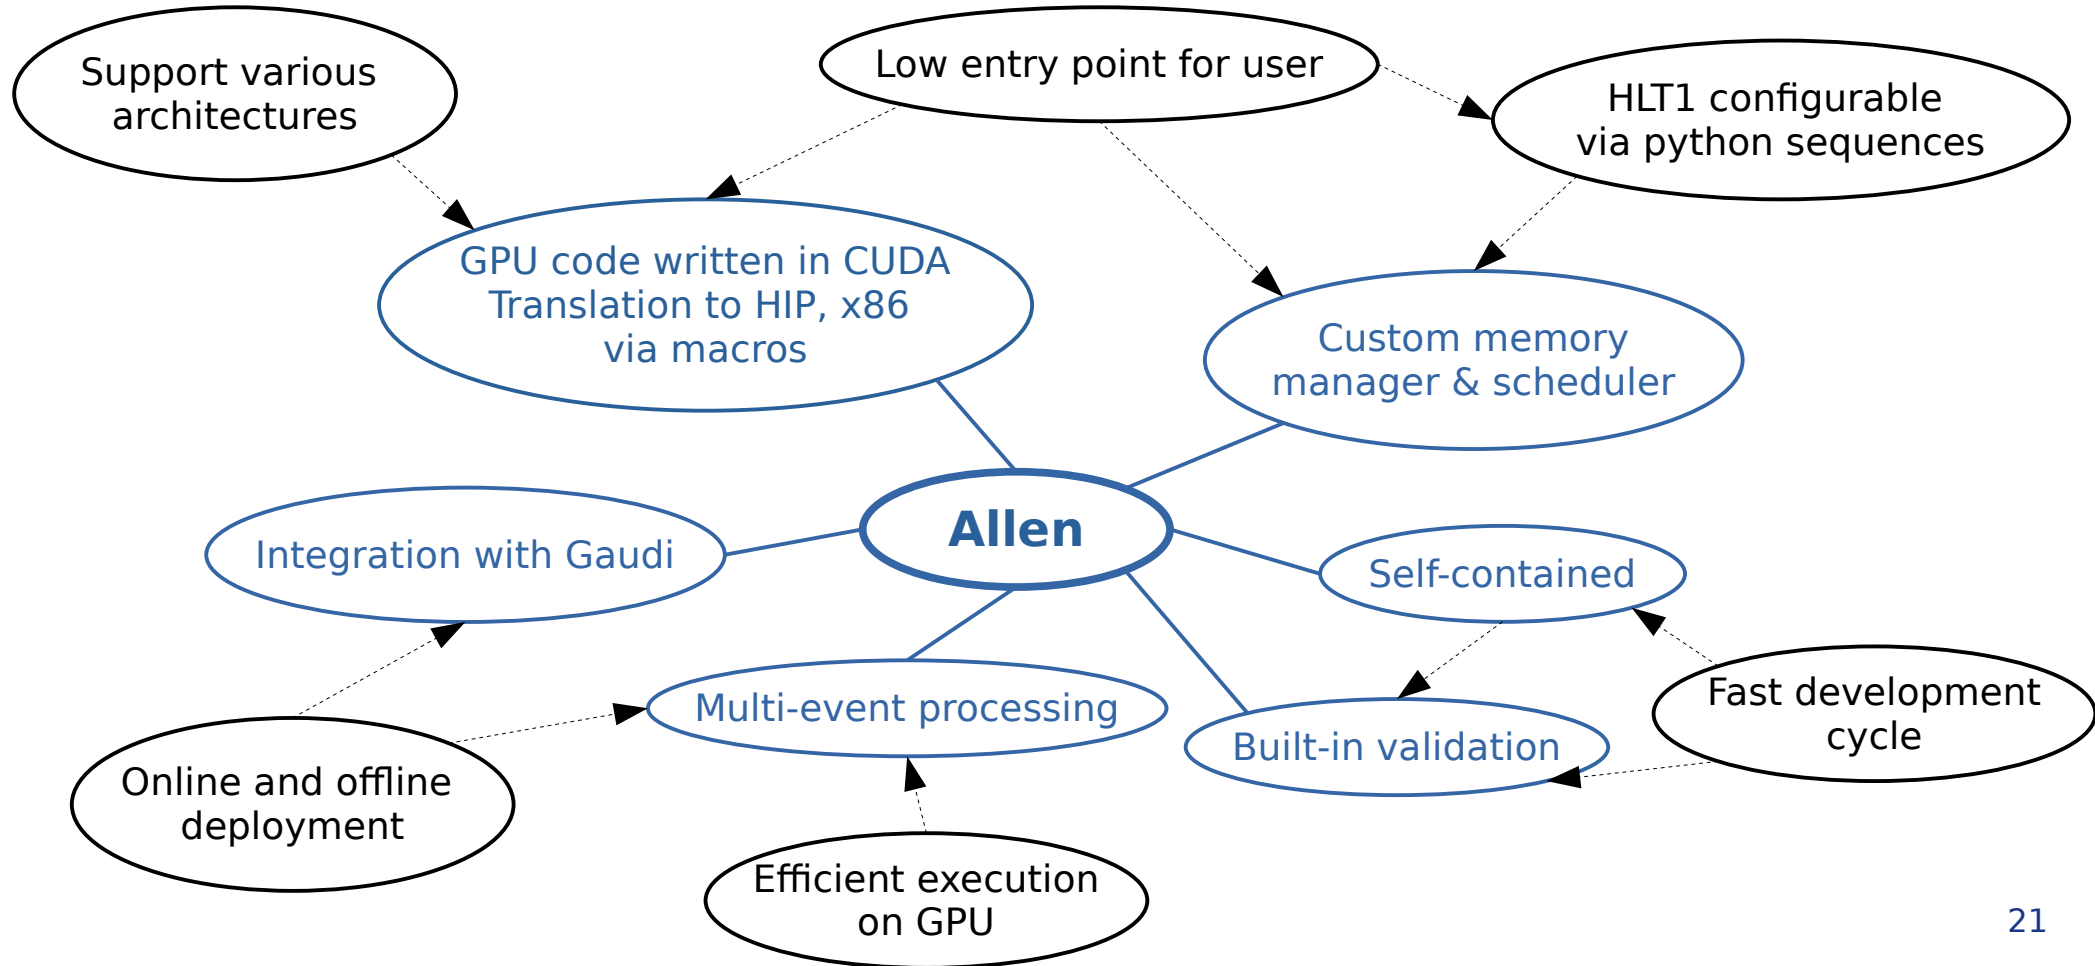 Support various
architectures
Low entry point for user
HLT1 configurable
via python sequences
GPU code written in CUDA
Translation to HIP, x86
via macros
Custom memory
manager & scheduler
Allen
Integration with Gaudi
Self-contained
Multi-event processing
Built-in validation
Fast development
cycle
Online and offline
deployment
Efficient execution
on GPU
21